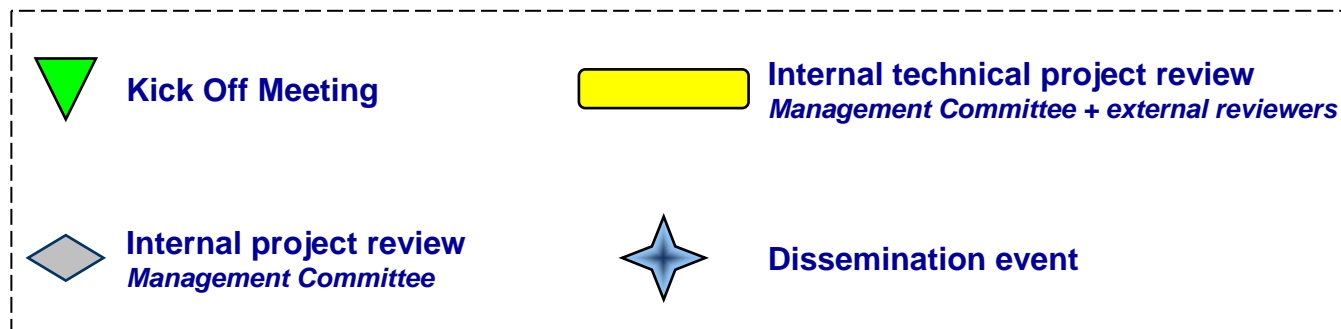 Kick Off Meeting
Internal technical project review
Management Committee + external reviewers
Internal project review
Management Committee
Dissemination event